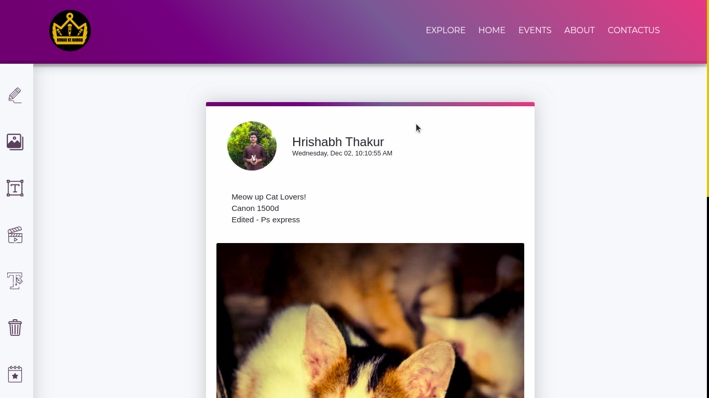 EXPLORE HOME EVENTS ABOUT CONTACTUS
Hrishabh Thakur
Wednesday, Dec 02, 10:10:55 AM
Meow up Cat Lovers!
Canon 1500d
Edited - Ps express